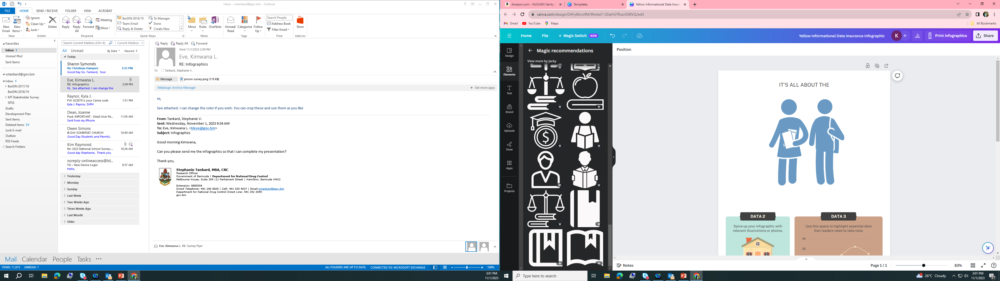 Inbox - svtankard@gov.bm - Outlook
FILE HOME SEND / RECEIVE FOLDER VIEW ACROBAT
Ignore
Clean Up
Junk
New Email
New Items
Delete
Reply
Reply All
Forward
Meeting
More
BerDIN 2018/19
Team Email
Reply & Delete
To Manager
Done
Create New
Move
Rules
OneNote
Unread/ Read
Categorize
Follow Up
Search People
Address Book
Filter Email
Store
New Delete Respond Quick Steps Move Tags Find Add-ins
Favorites
Inbox 1
Unread Mail
Sent Items
svtankard@gov.bm
Inbox 1
BerDIN 2017/18
BerDIN 2018/19
MT Stakeholder Survey
SPSS
Drafts
Development Plan
Sent Items
Deleted Items 51
Junk E-mail
Outbox
RSS Feeds
Search Folders
Search Current Mailbox (Ctrl+E) Current Mailbox
All Unread By Date Newest
Today
Sharon Symonds
Re: Christmas Hampers 2:33 PM
Good Day Sis. Tankard, Your
Eve, Kimwana L.
RE: Infographics 2:09 PM
Hi, See attached. I can change the
Raynor, Kyla J.
FW: 623879 is your Canva code 1:51 PM
Kyla J. Raynor, DrPH
Dean, Joanne
Fwd: IMPORTANT - Email User Pa... 11:05 AM
Sent from my iPhone
Owen Simons
BI DAY SOMERSET CHURCH 10:49 AM
Good Day Students and Parents,
Kim Raymond
Re: 2023 National School Survey-... 10:26 AM
Good day Stephanie, Thank you
noreply-onlineaccess@td...
TD – New Device Login 9:37 AM
Hello,
Yesterday
Monday
Sunday
Last Week
Two Weeks Ago
Three Weeks Ago
Last Month
Older
Reply Reply All Forward
Wed 11/1/2023 2:09 PM
Eve, Kimwana L.
RE: Infographics
To Tankard, Stephanie V.
Message prison survey.png (118 KB)
Metalogix Archive Manager + Get more apps
Hi,
See attached. I can change the color if you wish. You can crop these and use them as you like
From: Tankard, Stephanie V.
Sent: Wednesday, November 1, 2023 9:34 AM
To: Eve, Kimwana L. <kleve@gov.bm>
Subject: Infographics
Good morning Kimwana,
Can you please send me the infographics so that I can complete my presentation?
Thank you,
Stephanie Tankard, MBA, CRC
Research Officer
Government of Bermuda | Department for National Drug Control
Melbourne House, Suite 304 |11 Parliament Street | Hamilton, Bermuda HM12
Extension: 8880004
Direct Telephone: 441 246 8605 | Cell: 441 535 4037 | Email:svtankard@gov.bm
Department for National Drug Control Direct Line: 441 292 3049
gov.bm
Eve, Kimwana L. RE: Survey Flyer
Mail Calendar People Tasks ...
ITEMS: 11,015 UNREAD: 1 ALL FOLDERS ARE UP TO DATE. CONNECTED TO: MICROSOFT EXCHANGE 100%
3:01 PM
11/1/2023
Amazon.com - NUSVAN Vanity
Templates
Yellow Informational Data Insura
canva.com/design/DAFy8KcrxfM/9KwbeT-G5qHGTRxznDtBVQ/edit
Gmail YouTube Maps All Bookmarks
Home File Magic Switch NEW Yellow Informational Data Insurance Infographic K + Print Infographics Share
Design
Elements
Text
Brand
Uploads
Draw
Apps
Projects
Magic recommendations
View more by jacky
Position
IT'S ALL ABOUT THE
DATA 2
Spice up your infographic with
relevant illustrations or photos.
DATA 3
Use this space to highlight essential data
that readers need to take note.
40
30
Notes Page 1 / 1 83%
Type here to search
26°C Cloudy
3:01 PM
11/1/2023
27